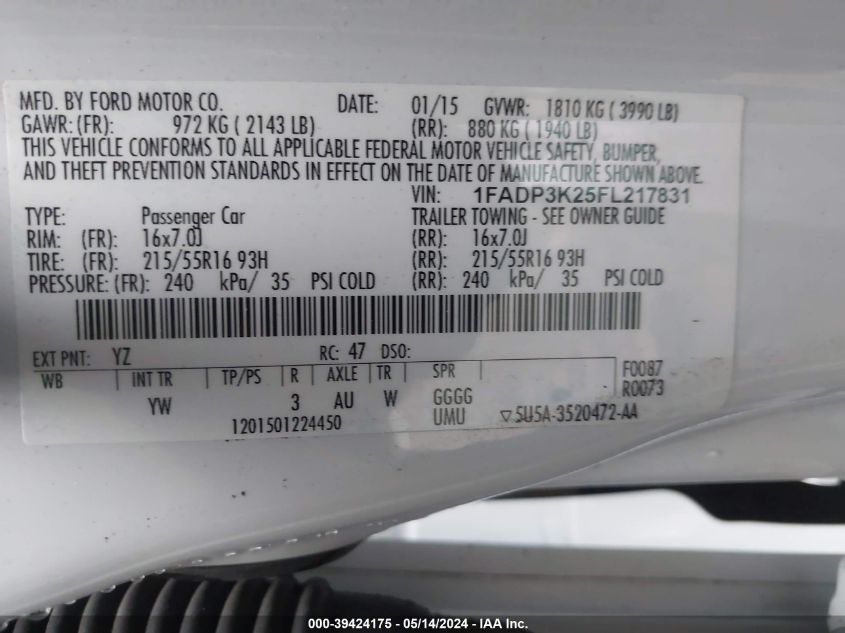 MFD. BY FORD MOTOR CO. DATE: 01/15 GVWR: 1810 KG ( 3990 LB)
GAWR: (FR): 972 KG ( 2143 LB) (RR): 880 KG ( 1940 LB)
THIS VEHICLE CONFORMS TO ALL APPLICABLE FEDERAL MOTOR VEHICLE SAFETY, BUMPER,
AND THEFT PREVENTION STANDARDS IN EFFECT ON THE DATE OF MANUFACTURE SHOWN ABOVE.
VIN: 1FADP3K25FL217831
TYPE: Passenger Car TRAILER TOWING - SEE OWNER GUIDE
RIM: (FR): 16x7.0J (RR): 16x7.0J
TIRE: (FR): 215/55R16 93H (RR): 215/55R16 93H
PRESSURE: (FR): 240 kPa/ 35 PSI COLD (RR): 240 kPa/ 35 PSI COLD
EXT PNT: YZ RC: 47 DSO:
WB INT TR TP/PS R AXLE TR SPR F0087
R0073
YW 3 AU W GGGG
UMU
1201501224450 ▽5U5A-3520472-AA
000-39424175 - 05/14/2024 - IAA Inc.